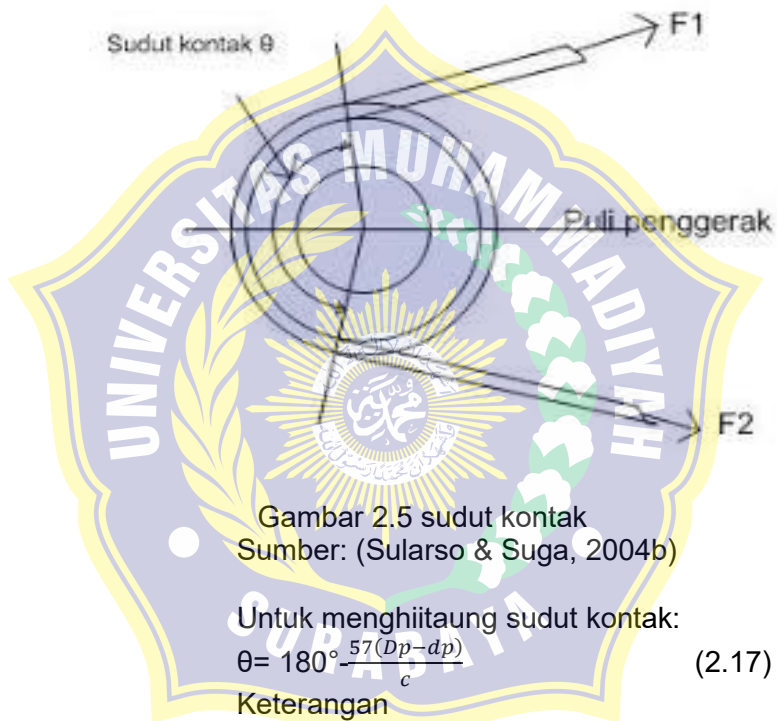 Sudut kontak θ
F1
Puli penggerak
F2
UNIVERSITAS MUHAMMADIYAH
SURABAYA
Gambar 2.5 sudut kontak
Sumber: (Sularso & Suga, 2004b)
Untuk menghiitaung sudut kontak:
θ= 180°-57(Dp−dp)/c (2.17)
Keterangan